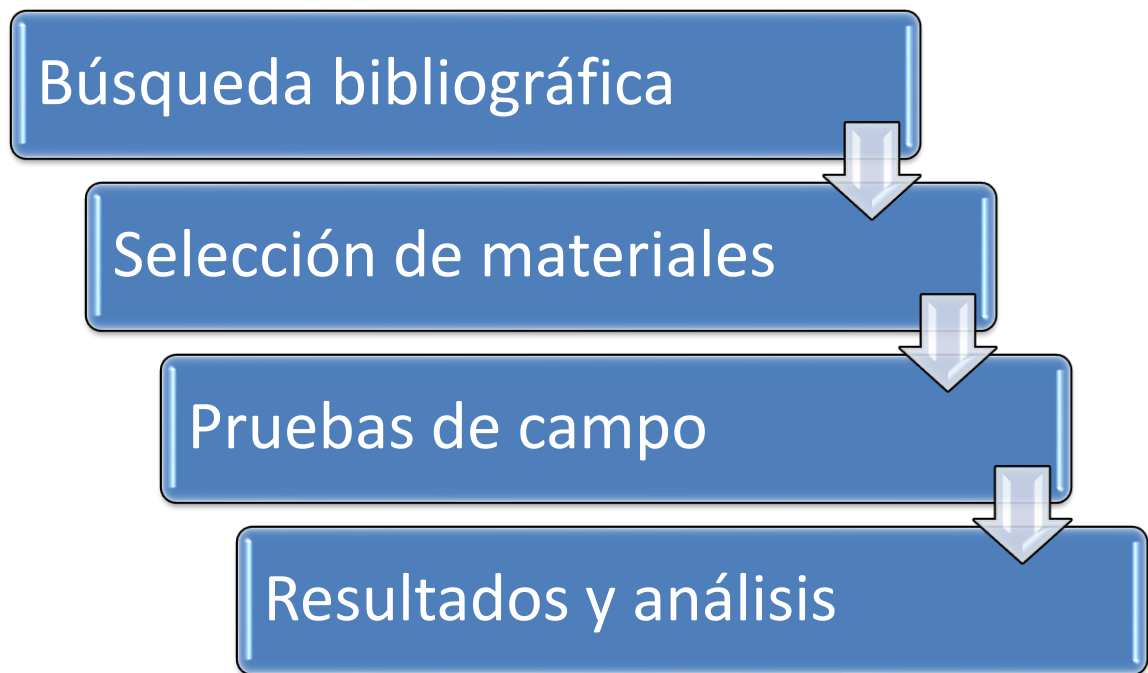 Búsqueda bibliográfica
Selección de materiales
Pruebas de campo
Resultados y análisis